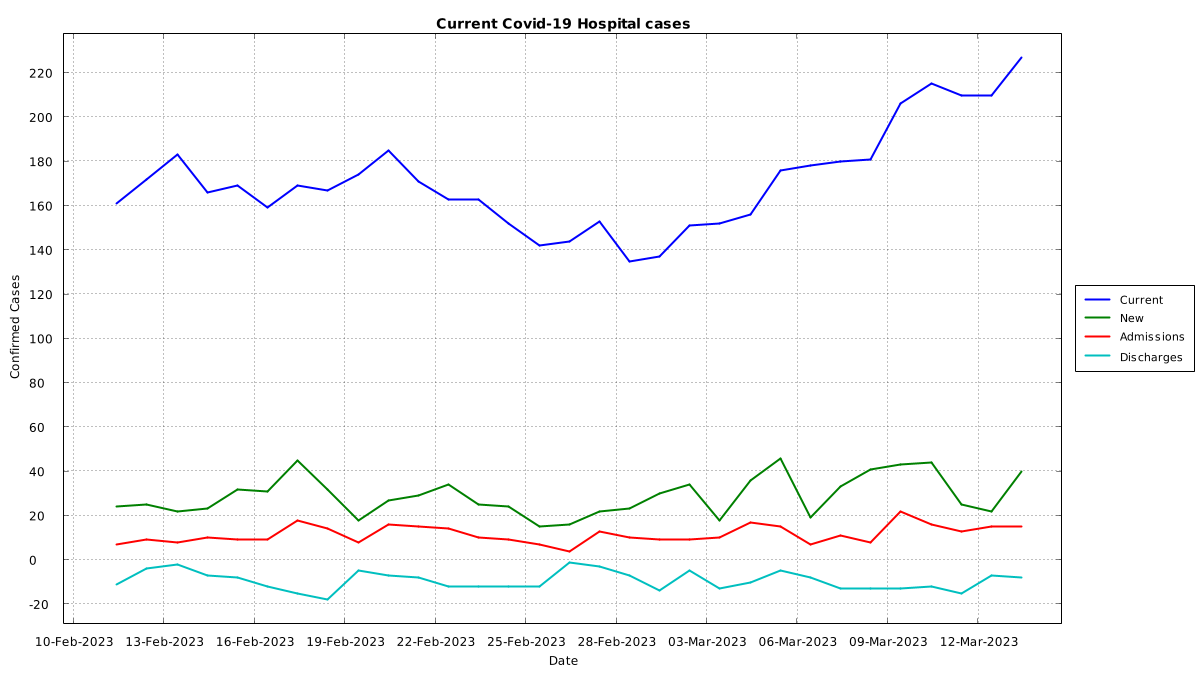 Current Covid-19 Hospital cases
220
200
180
160
140
120
100
80
60
40
20
0
-20
Confirmed Cases
10-Feb-2023 13-Feb-2023 16-Feb-2023 19-Feb-2023 22-Feb-2023 25-Feb-2023 28-Feb-2023 03-Mar-2023 06-Mar-2023 09-Mar-2023 12-Mar-2023
Date
Current
New
Admissions
Discharges